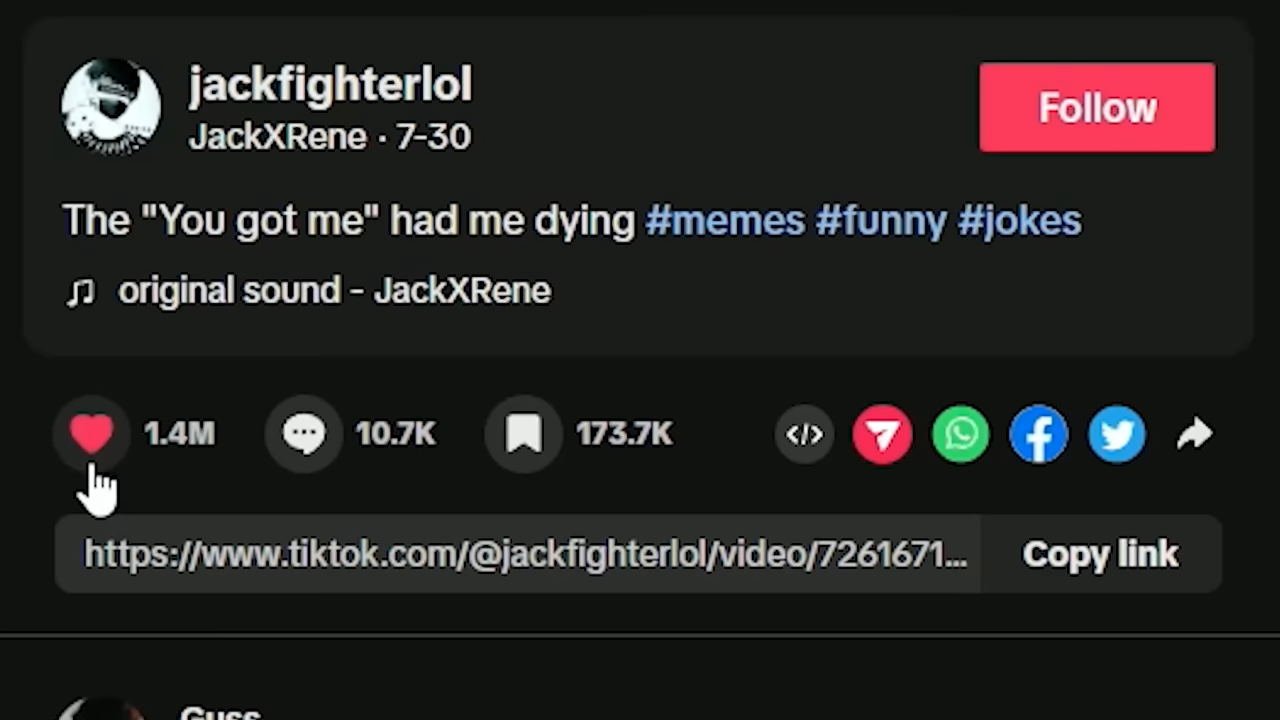 jackfighterlol
JackXRene · 7-30
Follow
The "You got me" had me dying #memes #funny #jokes
original sound - JackXRene
1.4M
10.7K
173.7K
https://www.tiktok.com/@jackfighterlol/video/7261671...
Copy link
Guss